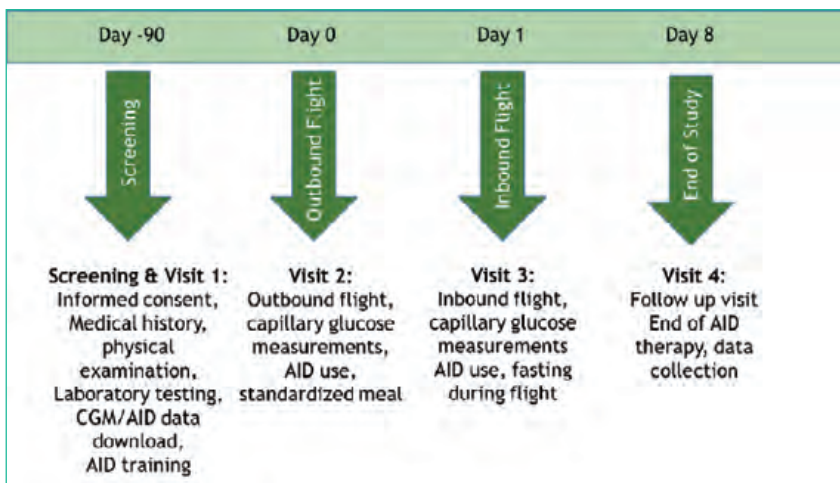 Day -90
Day 0
Day 1
Day 8
Screening
Outbound Flight
Inbound Flight
End of Study
Screening & Visit 1:
Informed consent,
Medical history,
physical
examination,
Laboratory testing,
CGM/AID data
download,
AID training
Visit 2:
Outbound flight,
capillary glucose
measurements,
AID use,
standardized meal
Visit 3:
Inbound flight,
capillary glucose
measurements
AID use, fasting
during flight
Visit 4:
Follow up visit
End of AID
therapy, data
collection